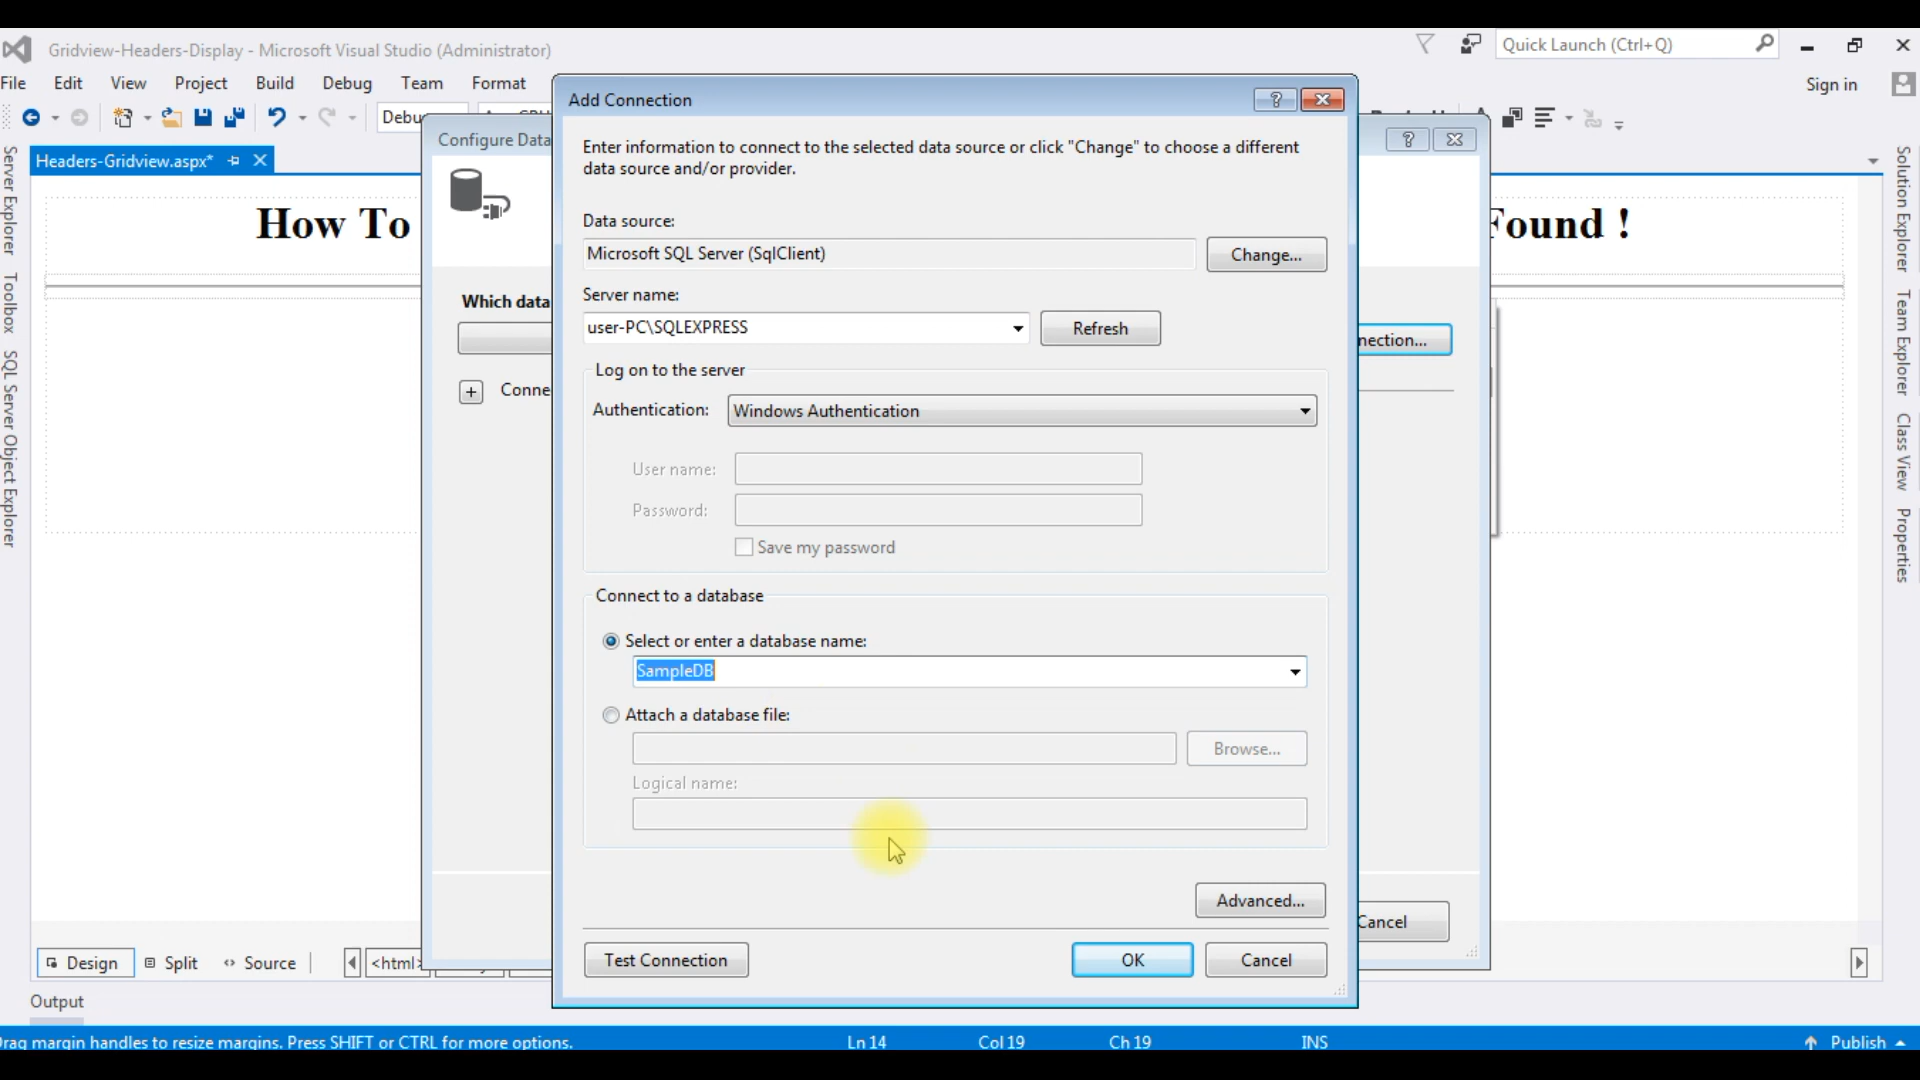 Gridview-Headers-Display - Microsoft Visual Studio (Administrator)
Quick Launch (Ctrl+Q)
File Edit View Project Build Debug Team Format
Sign in
Debu
Headers-Gridview.aspx*
Server Explorer
Toolbox
SQL Server Object Explorer
Solution Explorer
Team Explorer
Class View
Properties
How To
Found !
Configure Data
Which data
nection...
Conne
Cancel
Add Connection
Enter information to connect to the selected data source or click "Change" to choose a different
data source and/or provider.
Data source:
Microsoft SQL Server (SqlClient)
Change...
Server name:
user-PC\SQLEXPRESS
Refresh
Log on to the server
Authentication: Windows Authentication
User name:
Password:
Save my password
Connect to a database
Select or enter a database name:
SampleDB
Attach a database file:
Browse...
Logical name:
Advanced...
Test Connection
OK
Cancel
Design Split Source <html>
Output
Drag margin handles to resize margins. Press SHIFT or CTRL for more options.
Ln 14 Col 19 Ch 19 INS
Publish